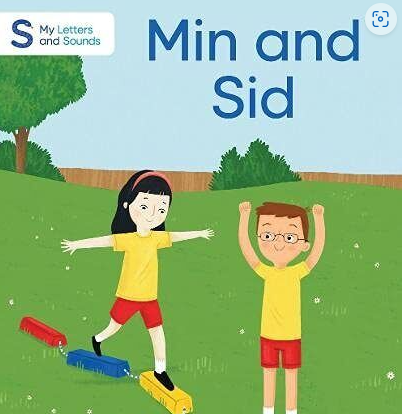 S
My Letters
and Sounds
Min and
Sid